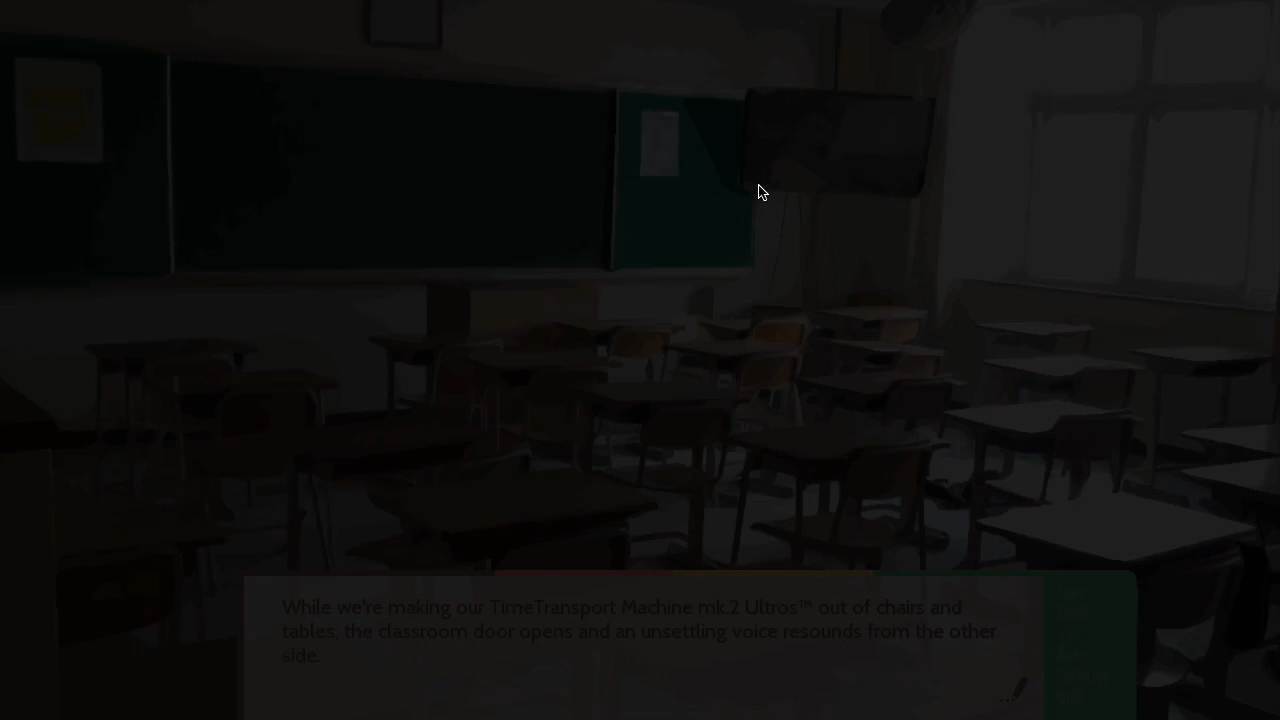 While we're making our TimeTransport Machine mk.2 Ultros™ out of chairs and
tables, the classroom door opens and an unsettling voice resounds from the other
side.